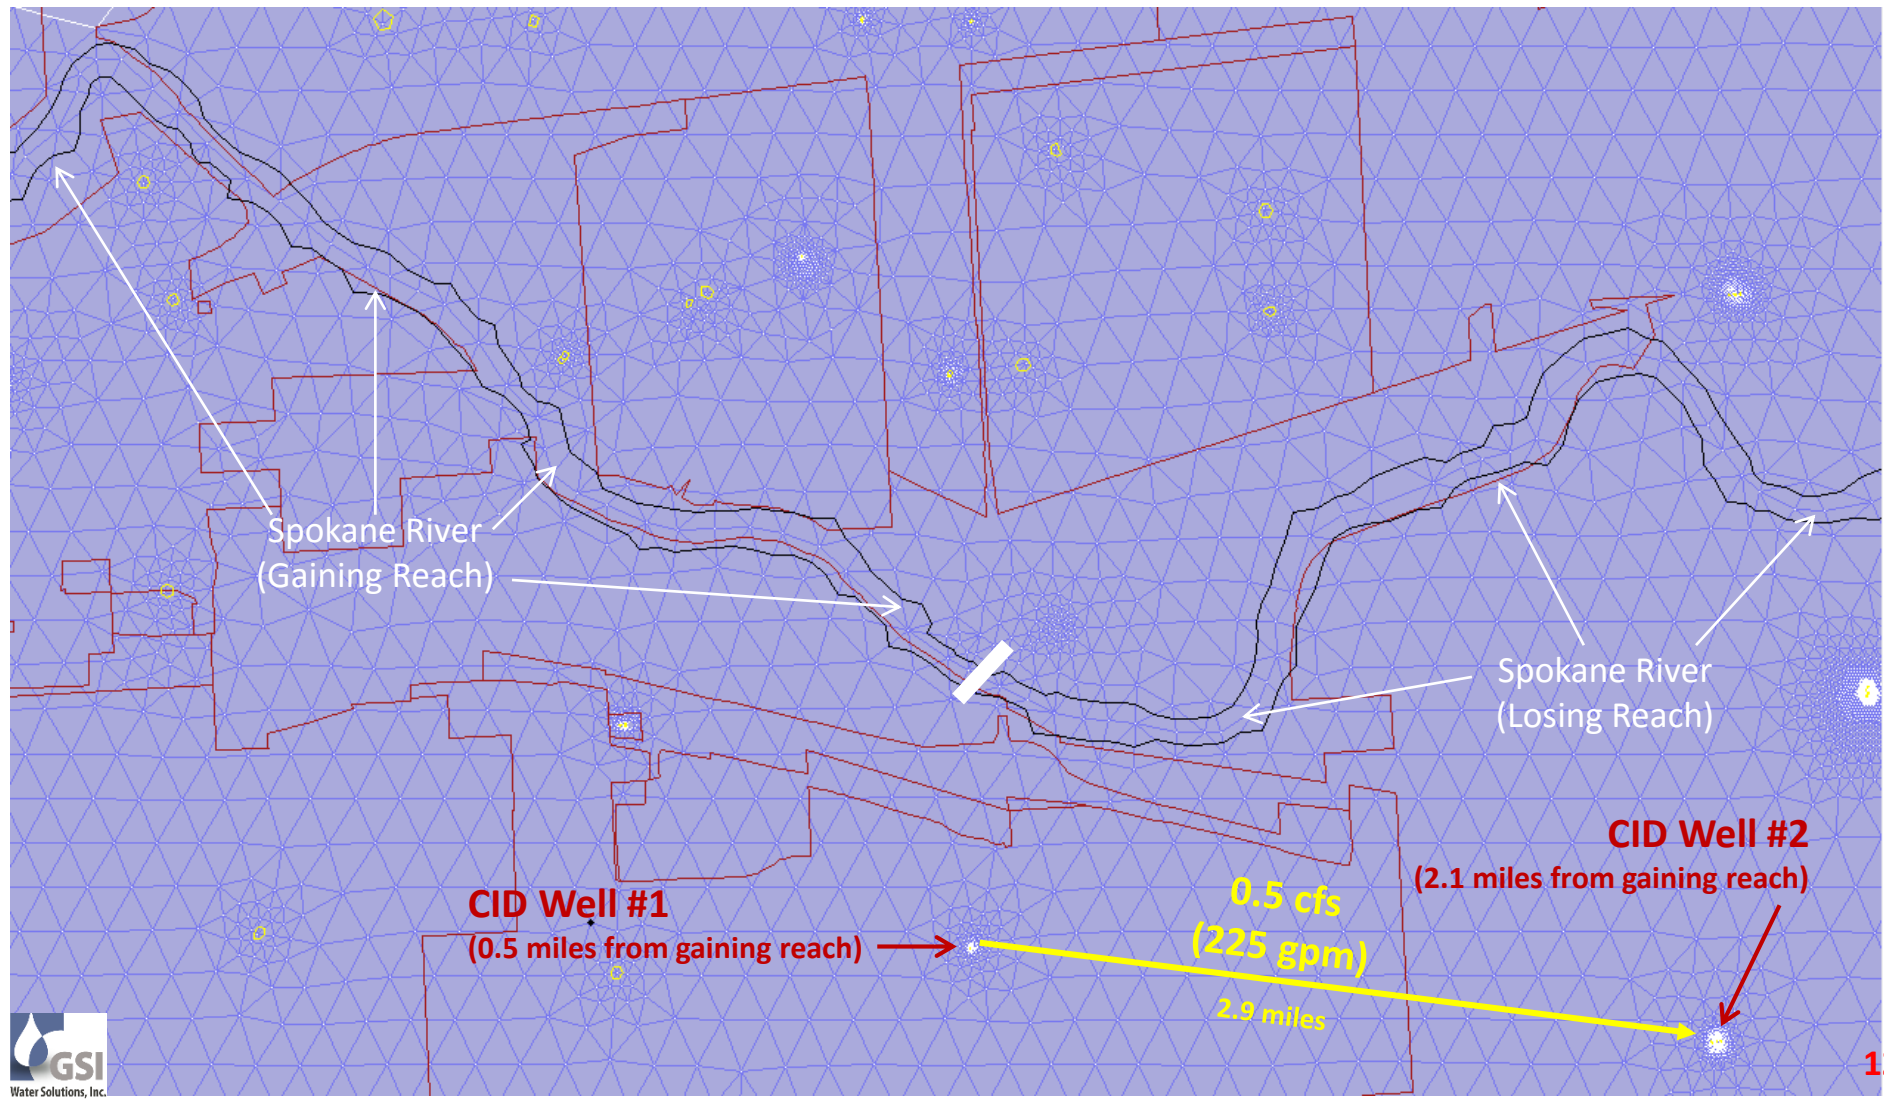 Spokane River
(Gaining Reach)
Spokane River
(Losing Reach)
CID Well #2
(2.1 miles from gaining reach)
0.5 cfs
(225 gpm)
CID Well #1
(0.5 miles from gaining reach)
2.9 miles
GSI
Water Solutions, Inc.